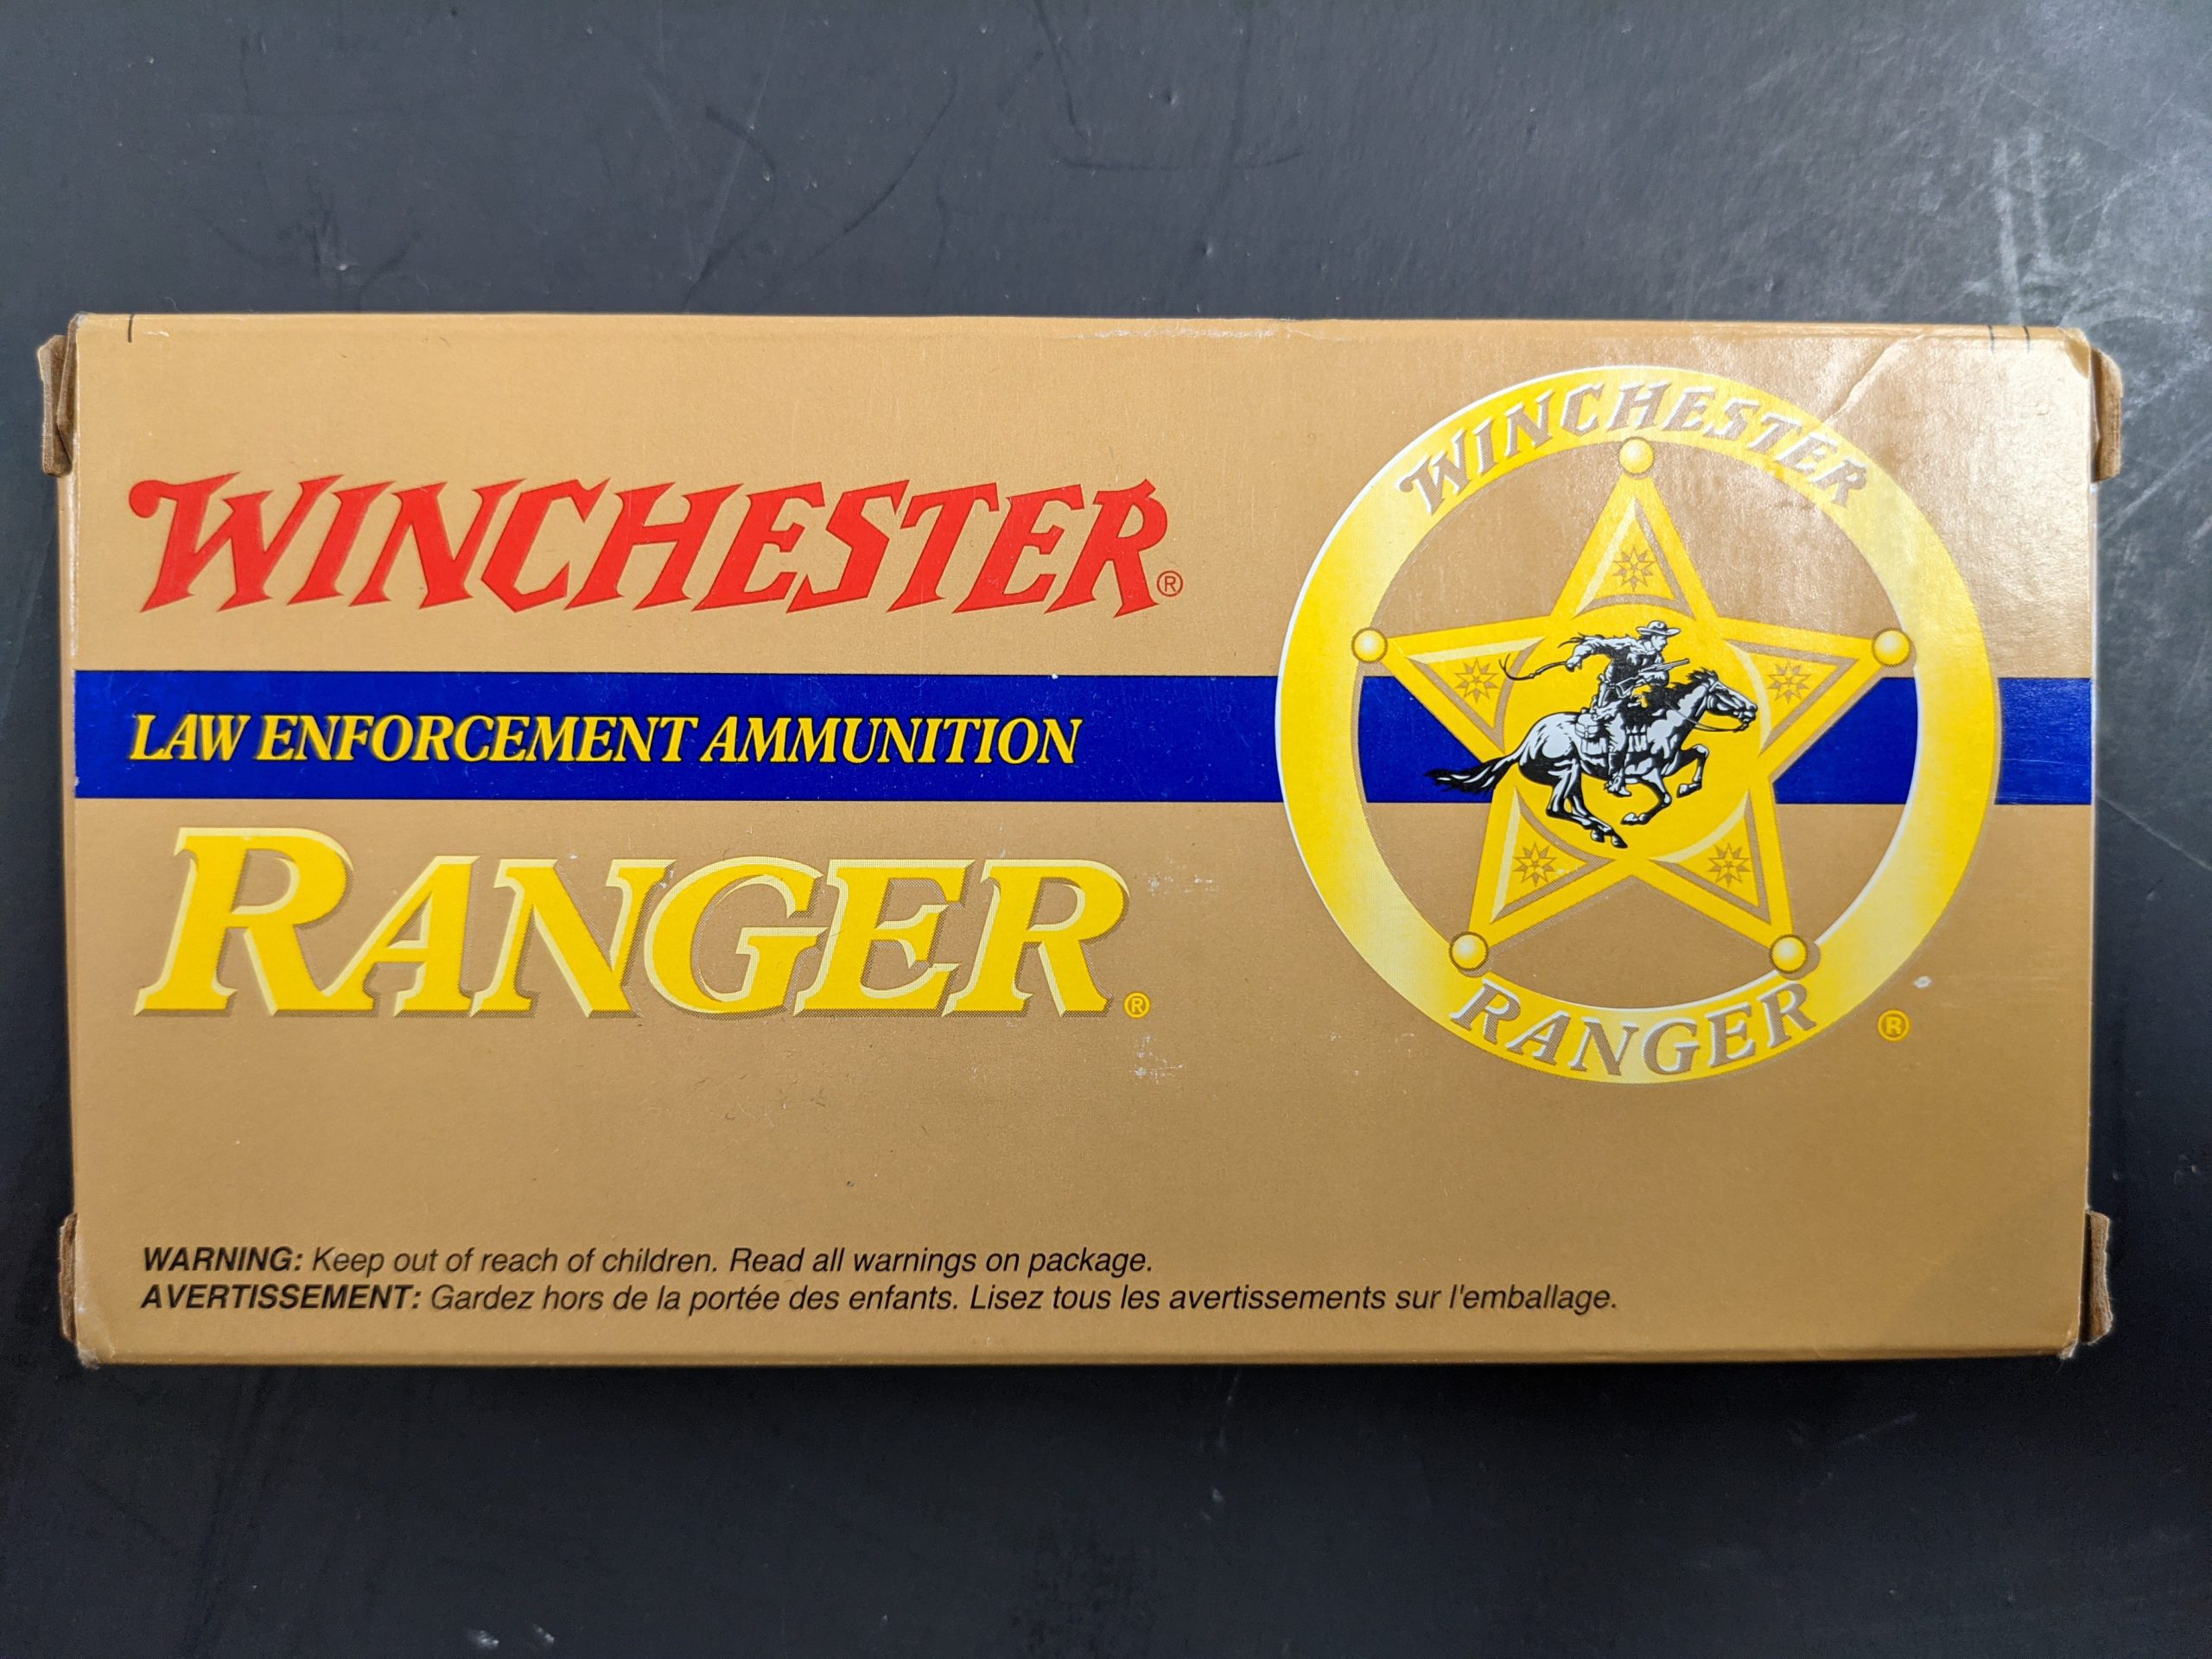 WINCHESTER®
LAW ENFORCEMENT AMMUNITION
RANGER®
WINCHESTER
RANGER
®
WARNING: Keep out of reach of children. Read all warnings on package.
AVERTISSEMENT: Gardez hors de la portée des enfants. Lisez tous les avertissements sur l'emballage.